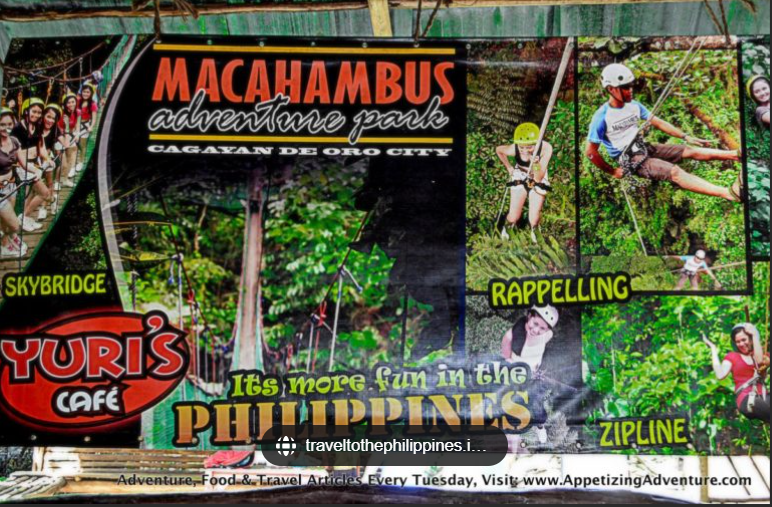 MACAHAMBUS
adventure park
CAGAYAN DE ORO CITY
SKYBRIDGE
RAPPELLING
YURI'S
CAFÉ
Its more fun in the
PHILIPPINES
ZIPLINE
traveltothephilippines.i...
Adventure, Food & Travel Articles Every Tuesday, Visit: www.AppetizingAdventure.com